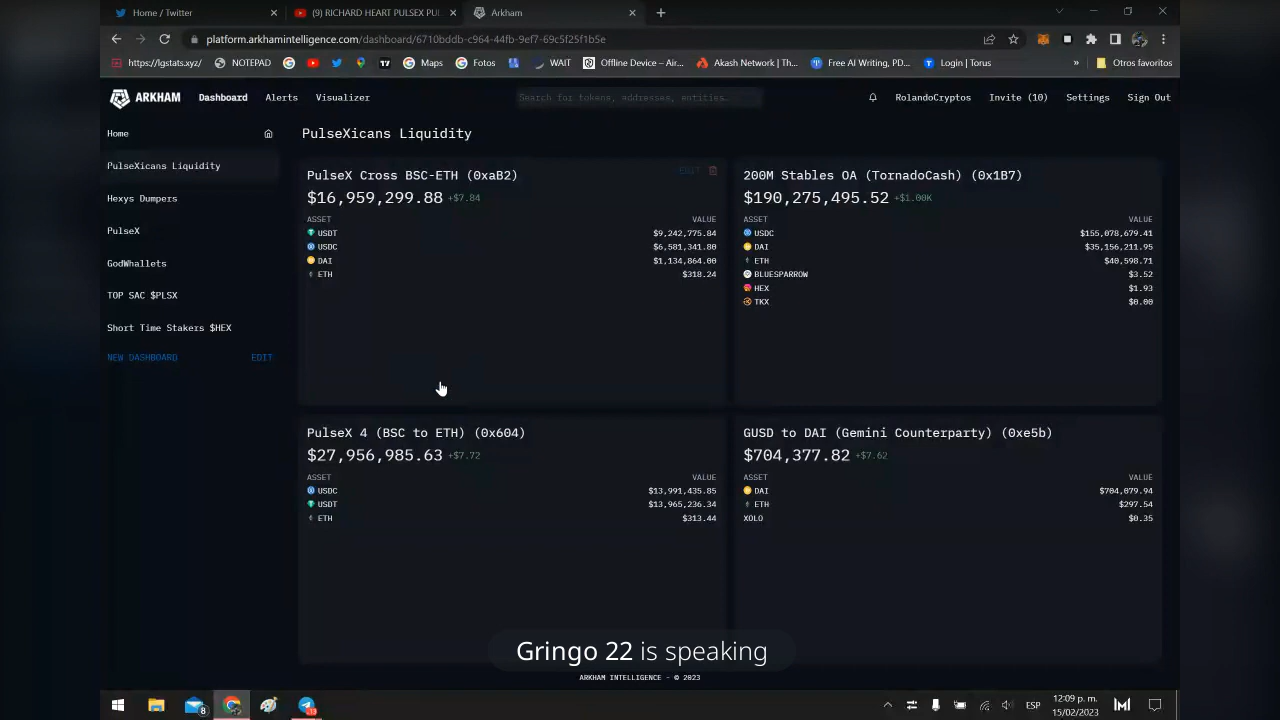 Home / Twitter
(9) RICHARD HEART PULSEX PUL
Arkham
platform.arkhamintelligence.com/dashboard/6710bddb-c964-44fb-9ef7-69c5f25f1b5e
https://lgstats.xyz/
NOTEPAD
Maps
Fotos
WAIT
Offline Device – Air...
Akash Network | Th...
Free AI Writing, PD...
Login | Torus
»
Otros favoritos
ARKHAM
Dashboard
Alerts
Visualizer
Search for tokens, addresses, entities...
RolandoCryptos
Invite (10)
Settings
Sign Out
Home
PulseXicans Liquidity
Hexys Dumpers
PulseX
GodWhallets
TOP SAC $PLSX
Short Time Stakers $HEX
NEW DASHBOARD EDIT
PulseXicans Liquidity
PulseX Cross BSC-ETH (0xaB2)
EDIT
$16,959,299.88 +$7.84
ASSET VALUE
USDT $9,242,775.84
USDC $6,581,341.80
DAI $1,134,864.00
ETH $318.24
200M Stables OA (TornadoCash) (0x1B7)
$190,275,495.52 +$1.00K
ASSET VALUE
USDC $155,078,679.41
DAI $35,156,211.95
ETH $40,598.71
BLUESPARROW $3.52
HEX $1.93
TKX $0.00
PulseX 4 (BSC to ETH) (0x604)
$27,956,985.63 +$7.72
ASSET VALUE
USDC $13,991,435.85
USDT $13,965,236.34
ETH $313.44
GUSD to DAI (Gemini Counterparty) (0xe5b)
$704,377.82 +$7.62
ASSET VALUE
DAI $704,079.94
ETH $297.54
XOLO $0.35
Gringo 22 is speaking
ARKHAM INTELLIGENCE - © 2023
8
ESP
12:09 p. m.
15/02/2023